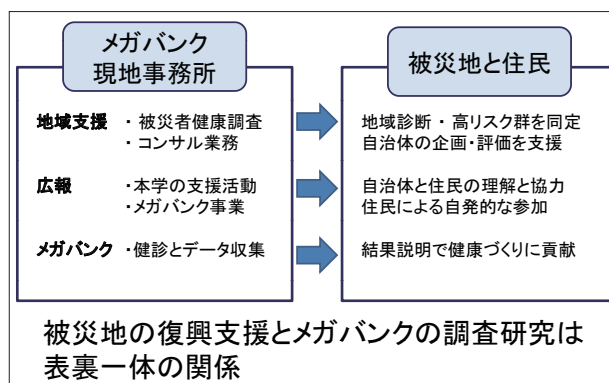 メガバンク
現地事務所
被災地と住民
地域支援 ・ 被災者健康調査
・ コンサル業務
地域診断 ・ 高リスク群を同定
自治体の企画・評価を支援
広報 ・本学の支援活動
・メガバンク事業
自治体と住民の理解と協力
住民による自発的な参加
メガバンク ・健診とデータ収集
結果説明で健康づくりに貢献
被災地の復興支援とメガバンクの調査研究は
表裏一体の関係